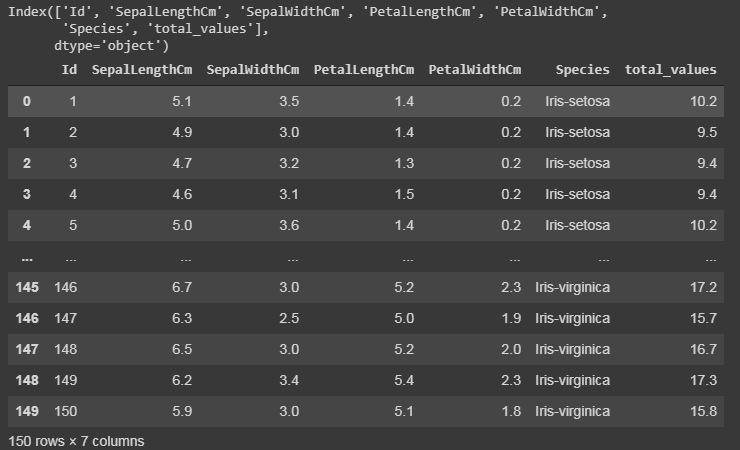 Index(['Id', 'SepalLengthCm', 'SepalWidthCm', 'PetalLengthCm', 'PetalWidthCm',
'Species', 'total_values'],
dtype='object')
Id SepalLengthCm SepalWidthCm PetalLengthCm PetalWidthCm Species total_values
0 1 5.1 3.5 1.4 0.2 Iris-setosa 10.2
1 2 4.9 3.0 1.4 0.2 Iris-setosa 9.5
2 3 4.7 3.2 1.3 0.2 Iris-setosa 9.4
3 4 4.6 3.1 1.5 0.2 Iris-setosa 9.4
4 5 5.0 3.6 1.4 0.2 Iris-setosa 10.2
... ... ... ... ... ... ... ...
145 146 6.7 3.0 5.2 2.3 Iris-virginica 17.2
146 147 6.3 2.5 5.0 1.9 Iris-virginica 15.7
147 148 6.5 3.0 5.2 2.0 Iris-virginica 16.7
148 149 6.2 3.4 5.4 2.3 Iris-virginica 17.3
149 150 5.9 3.0 5.1 1.8 Iris-virginica 15.8
150 rows × 7 columns